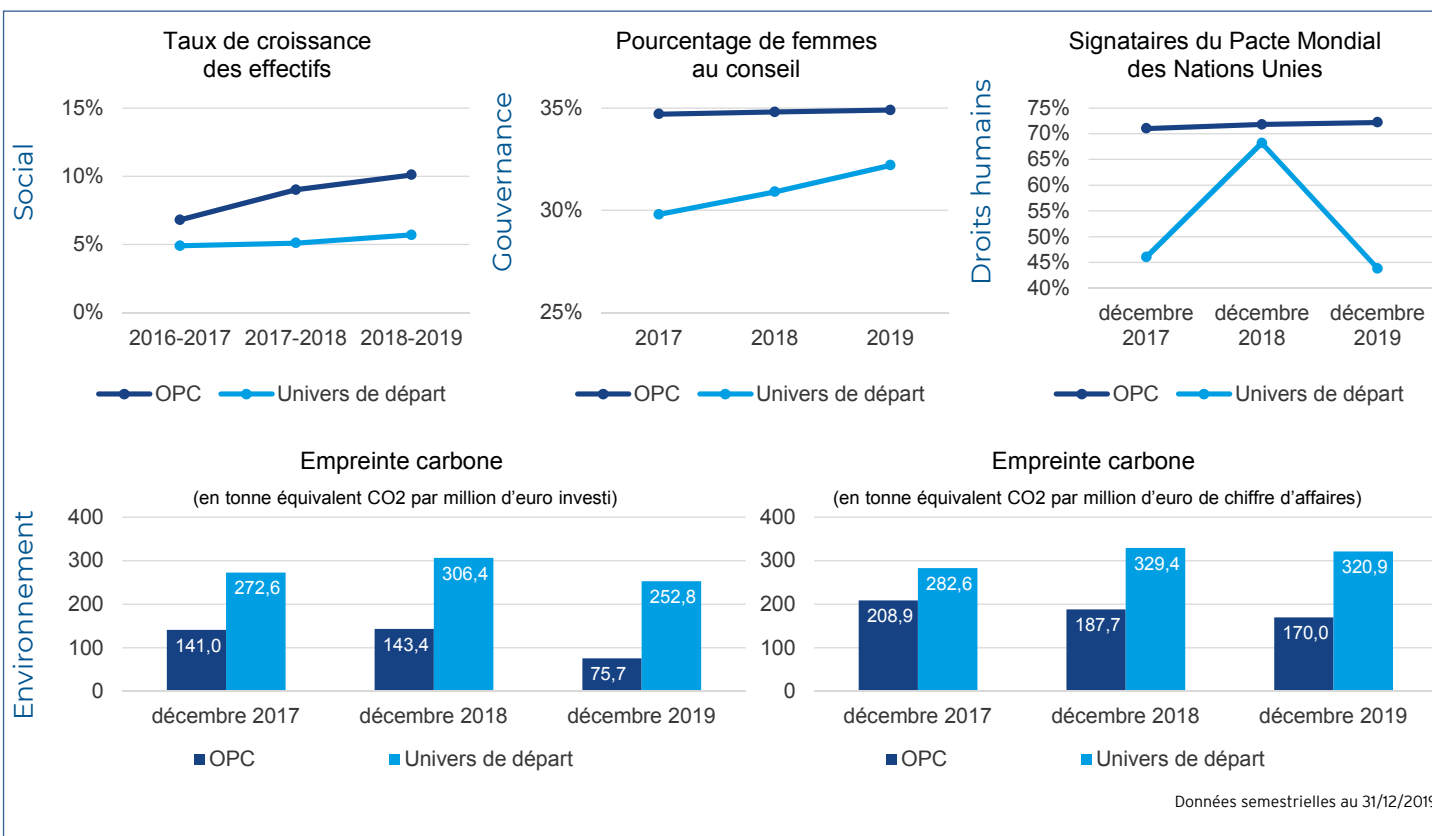 Taux de croissance
des effectifs
Social
15%
10%
5%
0%
2016-2017 2017-2018 2018-2019
OPC Univers de départ
Pourcentage de femmes
au conseil
Gouvernance
35%
30%
25%
2017 2018 2019
OPC Univers de départ
Signataires du Pacte Mondial
des Nations Unies
Droits humains
75%
70%
65%
60%
55%
50%
45%
40%
décembre décembre décembre
2017 2018 2019
OPC Univers de départ
Environnement
Empreinte carbone
(en tonne équivalent CO2 par million d'euro investi)
400
300
200
100
0
141,0 272,6 143,4 306,4 75,7 252,8
décembre 2017 décembre 2018 décembre 2019
OPC Univers de départ
Empreinte carbone
(en tonne équivalent CO2 par million d'euro de chiffre d'affaires)
400
300
200
100
0
208,9 282,6 187,7 329,4 170,0 320,9
décembre 2017 décembre 2018 décembre 2019
OPC Univers de départ
Données semestrielles au 31/12/2019